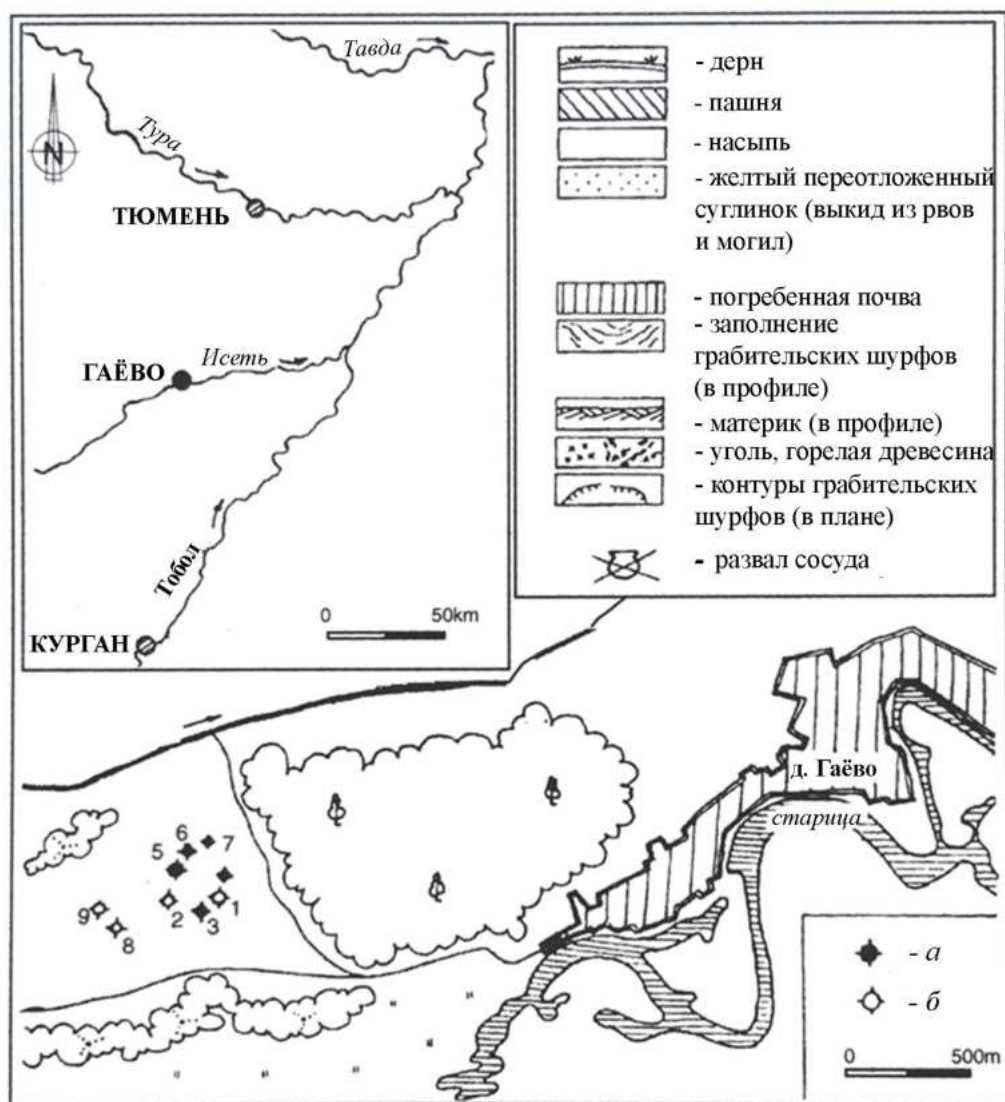 Тавда
Тура
N
ТЮМЕНЬ
Исеть
ГАЁВО
Тобол
КУРГАН
0 50km
- дерн
- пашня
- насыпь
- желтый переотложенный
суглинок (выкид из рвов
и могил)
- погребенная почва
- заполнение
грабительских шурфов
(в профиле)
- материк (в профиле)
- уголь, горелая древесина
- контуры грабительских
шурфов (в плане)
- развал сосуда
д. Гаёво
старица
6
7
5
1
2
3
9
8
- а
- б
0 500m